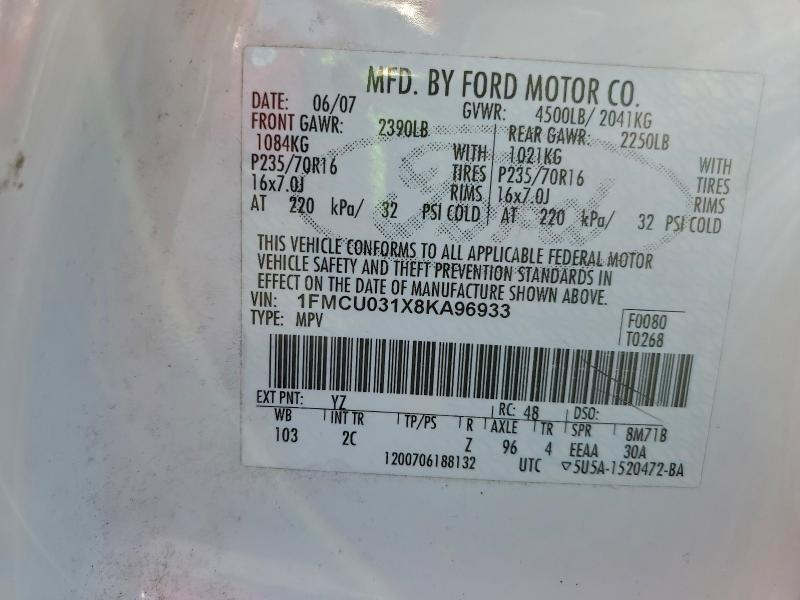 MFD. BY FORD MOTOR CO.
DATE: 06/07 GVWR: 4500LB/ 2041KG
FRONT GAWR: 2390LB REAR GAWR: 2250LB
1084KG WITH 1021KG WITH
P235/70R16 TIRES P235/70R16 TIRES
16x7.0J RIMS 16x7.0J RIMS
AT 220 kPa/ 32 PSI COLD AT 220 kPa/ 32 PSI COLD
THIS VEHICLE CONFORMS TO ALL APPLICABLE FEDERAL MOTOR
VEHICLE SAFETY AND THEFT PREVENTION STANDARDS IN
EFFECT ON THE DATE OF MANUFACTURE SHOWN ABOVE.
VIN: 1FMCU031X8KA96933
TYPE: MPV F0080
T0268
EXT PNT: YZ RC: 48 DSO:
WB INT TR TP/PS R AXLE TR SPR 8M71B
103 2C Z 96 4 EEAA 30A
1200706188132 UTC ▽5U5A-1520472-BA
Ford